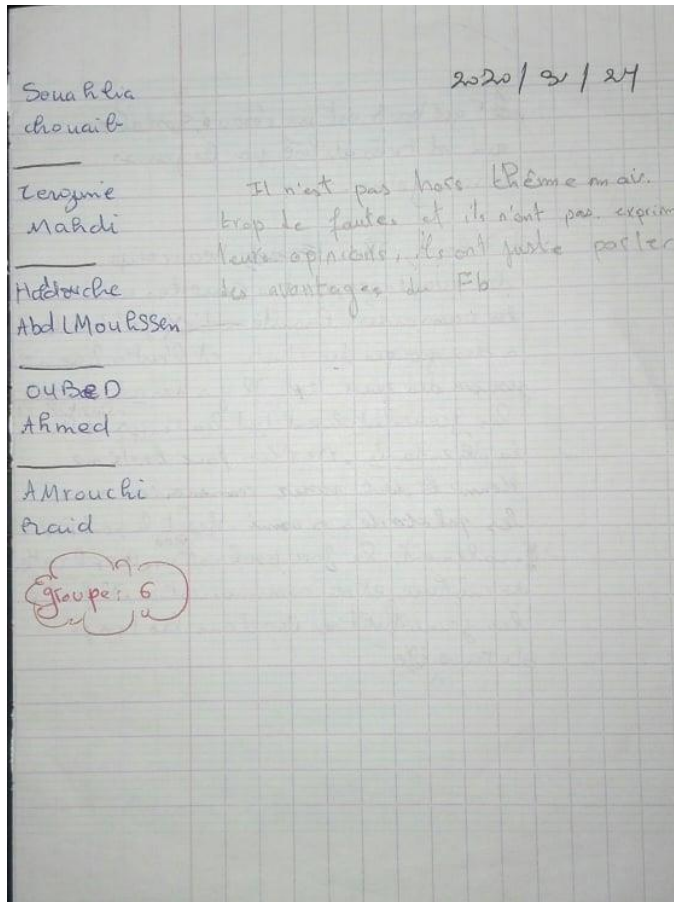 2020 / 3 / 24
Souahlia
chouaib
Zerguine
Mahdi
Il n'est pas hors thème mais
trop de fautes et ils n'ont pas exprim
leurs opinions, ils ont juste parler
des avantages du Fb
Haddouche
Abd LMouhssen
OUBED
Ahmed
AMrouchi
Raid
groupe: 6